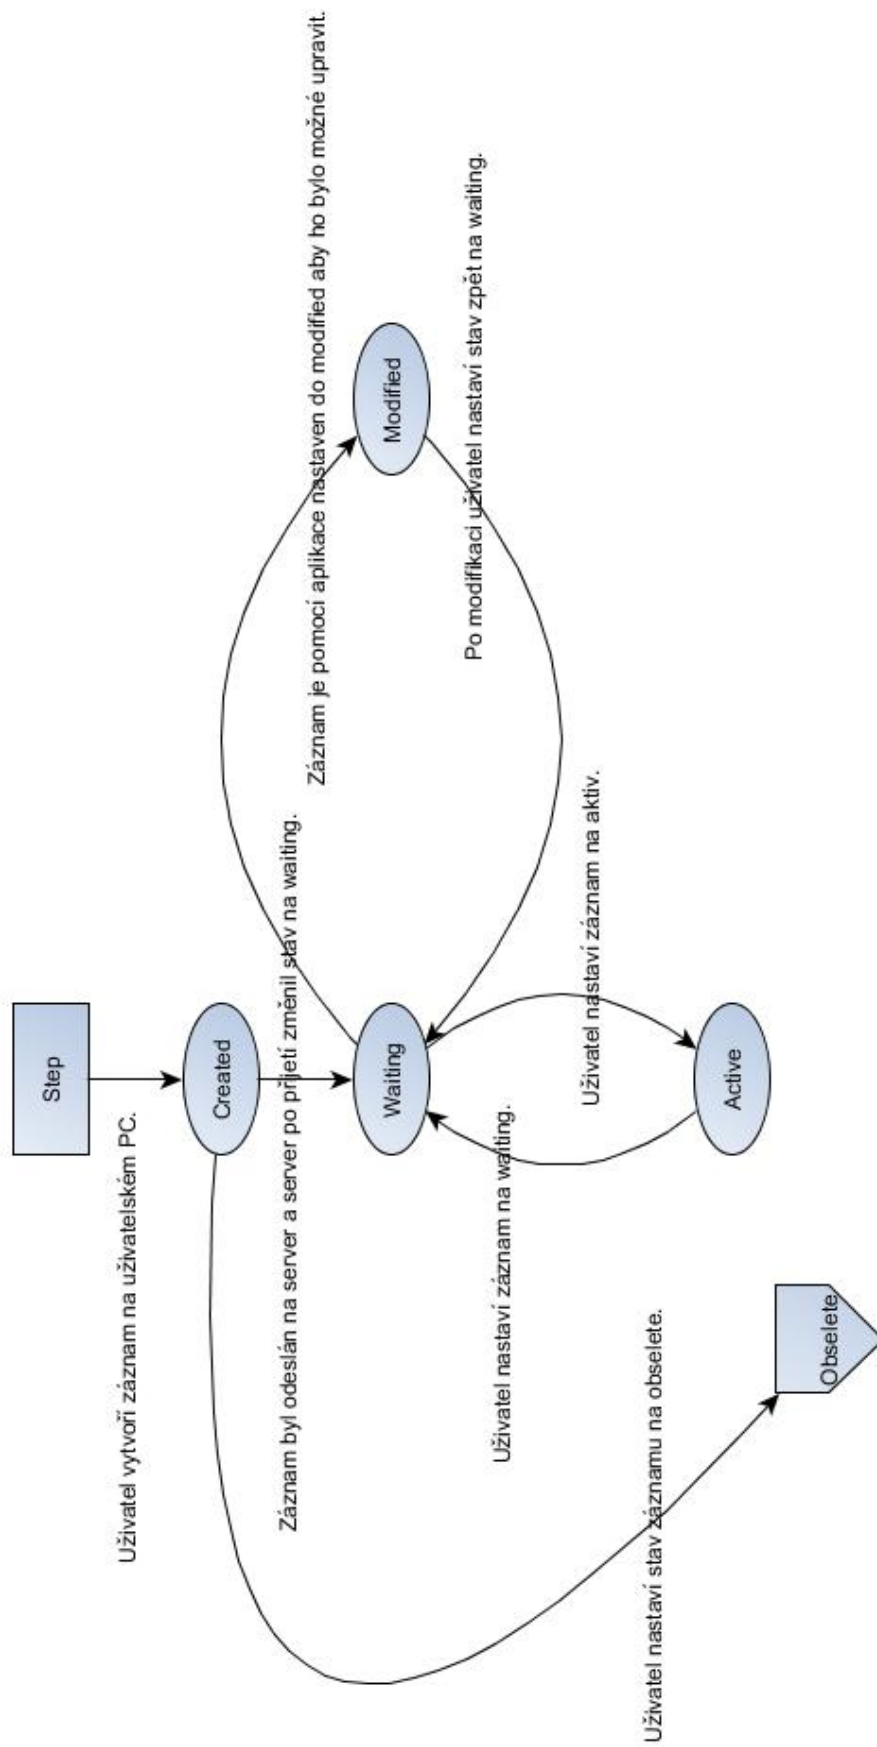 Step
Uživatel vytvoří záznam na uživatelském PC.
Created
Záznam byl odeslán na server a server po přijetí změnil stav na waiting.
Záznam je pomocí aplikace nastaven do modified aby ho bylo možné upravit.
Waiting
Modified
Po modifikaci uživatel nastaví stav zpět na waiting.
Uživatel nastaví záznam na waiting.
Uživatel nastaví záznam na aktiv.
Uživatel nastaví stav záznamu na obselete.
Active
Obselete